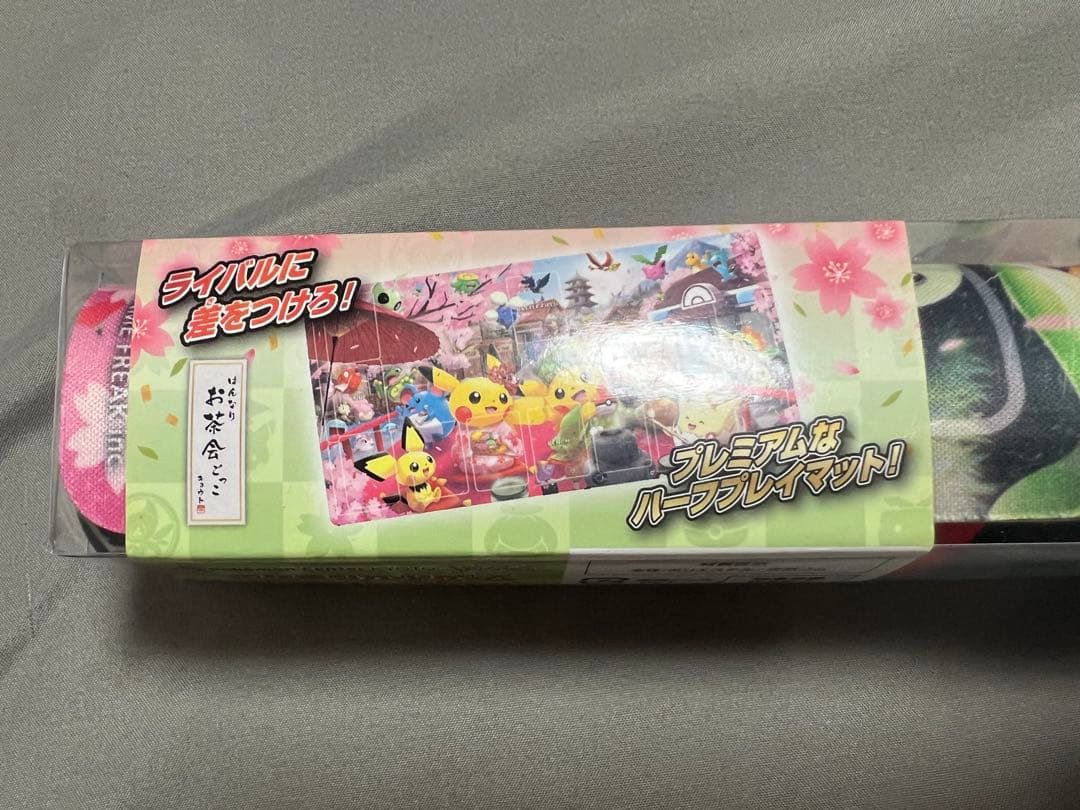 ライバルに
差をつけろ!
はんなり
お茶会ごっこ
キョウト
プレミアムな
ハーフプレイマット!
FREAK inc.